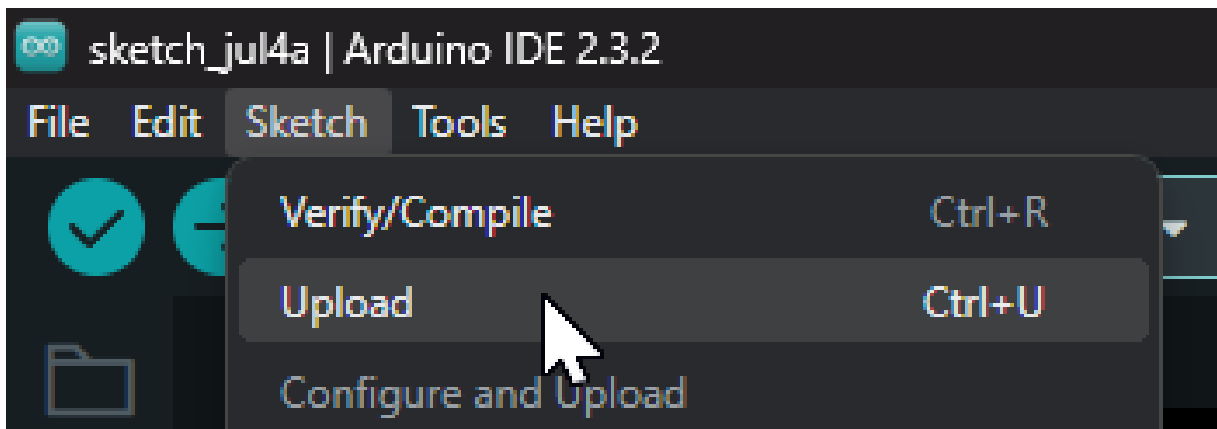 sketch_jul4a | Arduino IDE 2.3.2
File Edit Sketch Tools Help
Verify/Compile Ctrl+R
Upload Ctrl+U
Configure and Upload